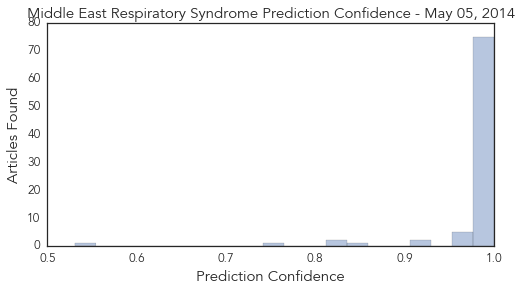 Middle East Respiratory Syndrome Prediction Confidence - May 05, 2014
80
70
60
50
40
30
20
10
0
Articles Found
0.5 0.6 0.7 0.8 0.9 1.0
Prediction Confidence